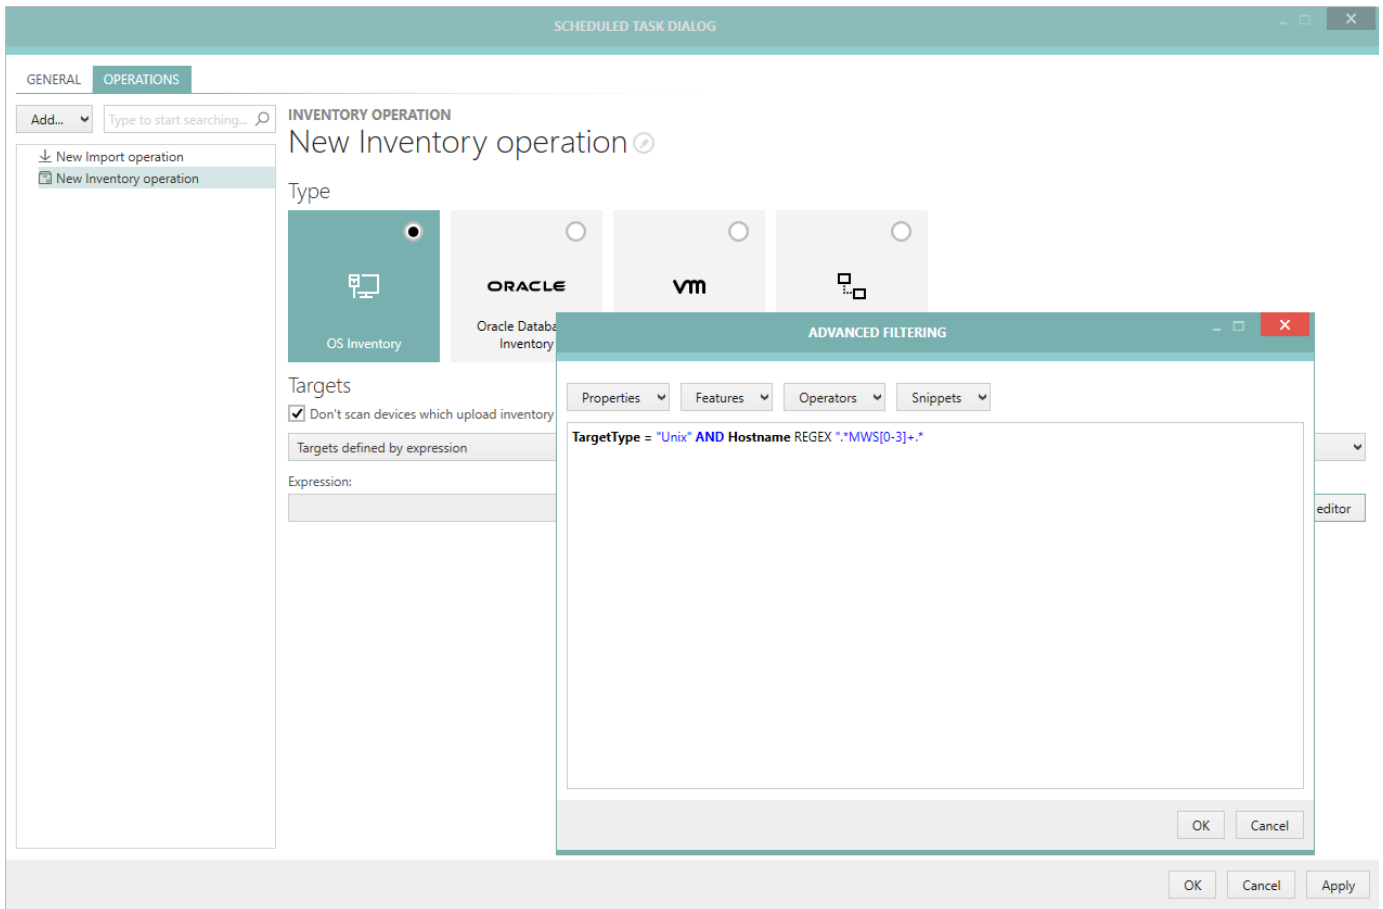 SCHEDULED TASK DIALOG
GENERAL
OPERATIONS
Add...
Type to start searching...
New Import operation
New Inventory operation
INVENTORY OPERATION
New Inventory operation
Type
OS Inventory
ORACLE
Oracle Databa
Inventory
vm
Targets
Don't scan devices which upload inventory
Targets defined by expression
Expression:
editor
ADVANCED FILTERING
Properties
Features
Operators
Snippets
TargetType = "Unix" AND Hostname REGEX ".*MWS[0-3]+.*
OK
Cancel
OK
Cancel
Apply